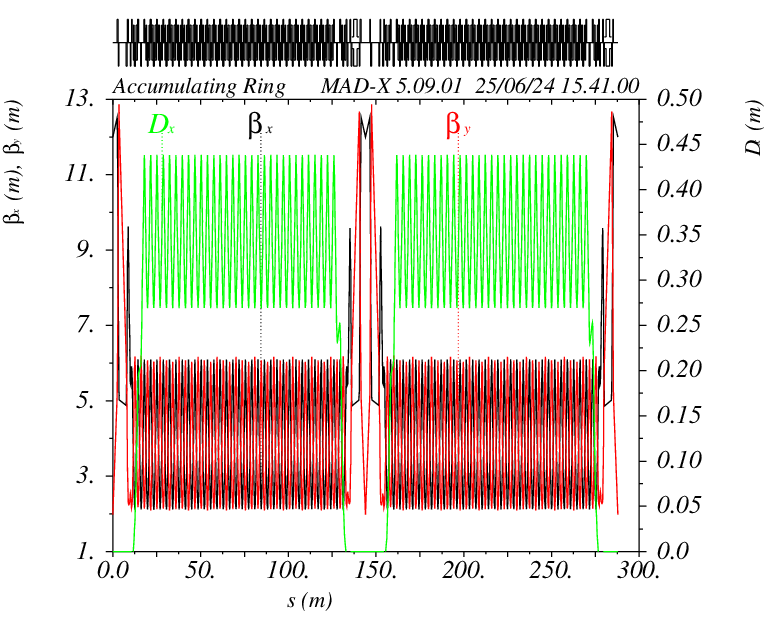 Accumulating Ring MAD-X 5.09.01 25/06/24 15.41.00
13. 0.50
Dx βx βy
0.45
11. 0.40
0.35
9. 0.30
0.25
7. 0.20
5. 0.15
0.10
3. 0.05
1. 0.0
0.0 50. 100. 150. 200. 250. 300.
s (m)
βx (m), βy (m)
D (m)